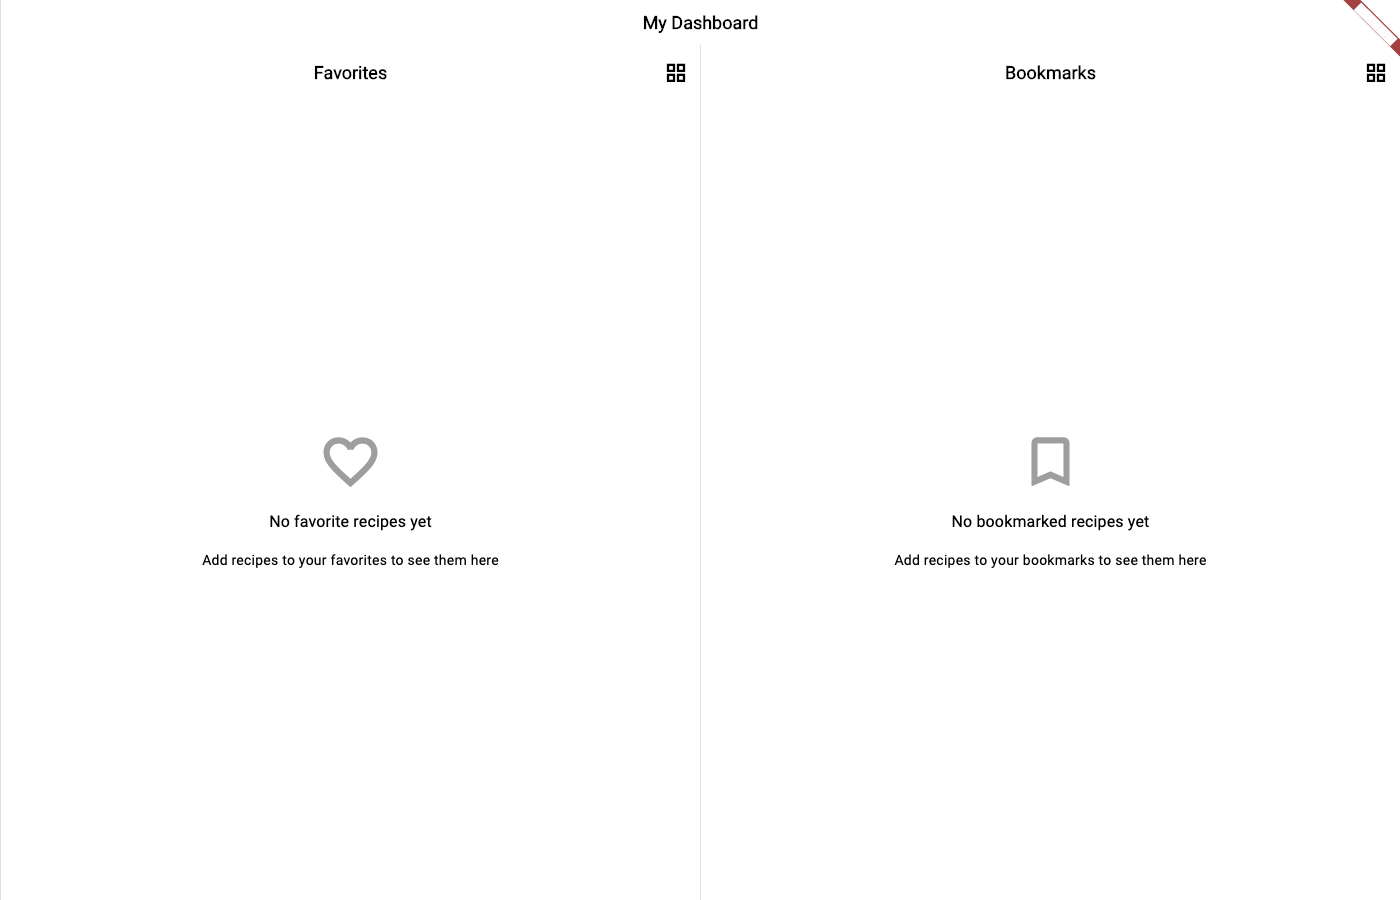 My Dashboard
Favorites
Bookmarks
No favorite recipes yet
Add recipes to your favorites to see them here
No bookmarked recipes yet
Add recipes to your bookmarks to see them here